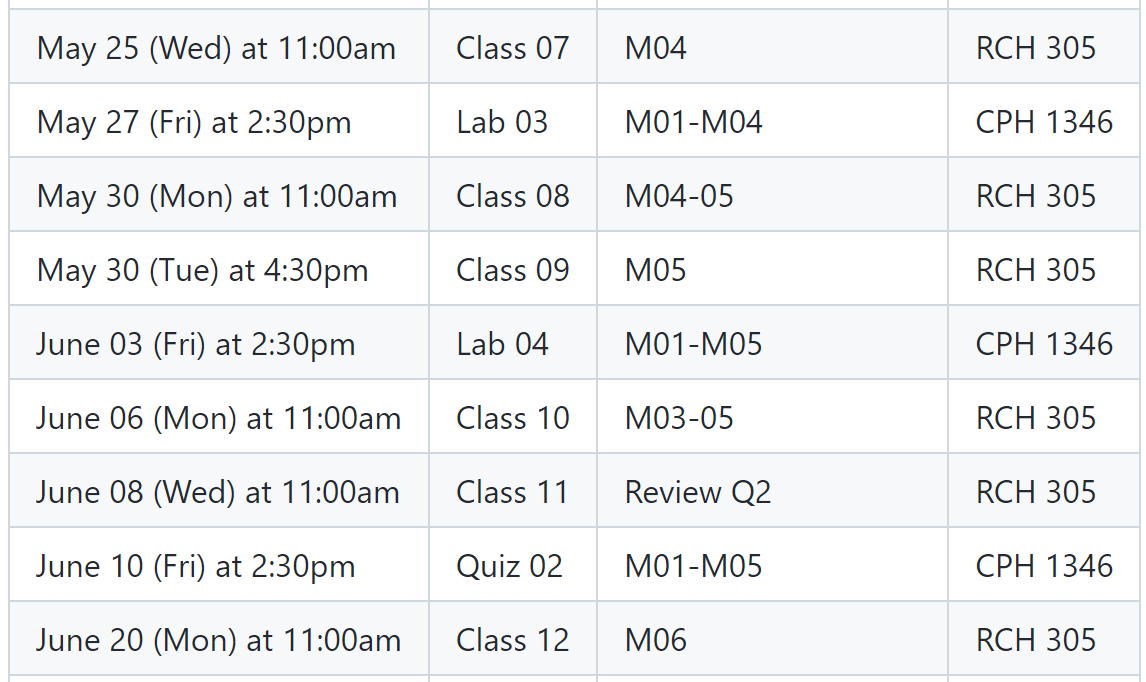 May 25 (Wed) at 11:00am Class 07 M04 RCH 305
May 27 (Fri) at 2:30pm Lab 03 M01-M04 CPH 1346
May 30 (Mon) at 11:00am Class 08 M04-05 RCH 305
May 30 (Tue) at 4:30pm Class 09 M05 RCH 305
June 03 (Fri) at 2:30pm Lab 04 M01-M05 CPH 1346
June 06 (Mon) at 11:00am Class 10 M03-05 RCH 305
June 08 (Wed) at 11:00am Class 11 Review Q2 RCH 305
June 10 (Fri) at 2:30pm Quiz 02 M01-M05 CPH 1346
June 20 (Mon) at 11:00am Class 12 M06 RCH 305